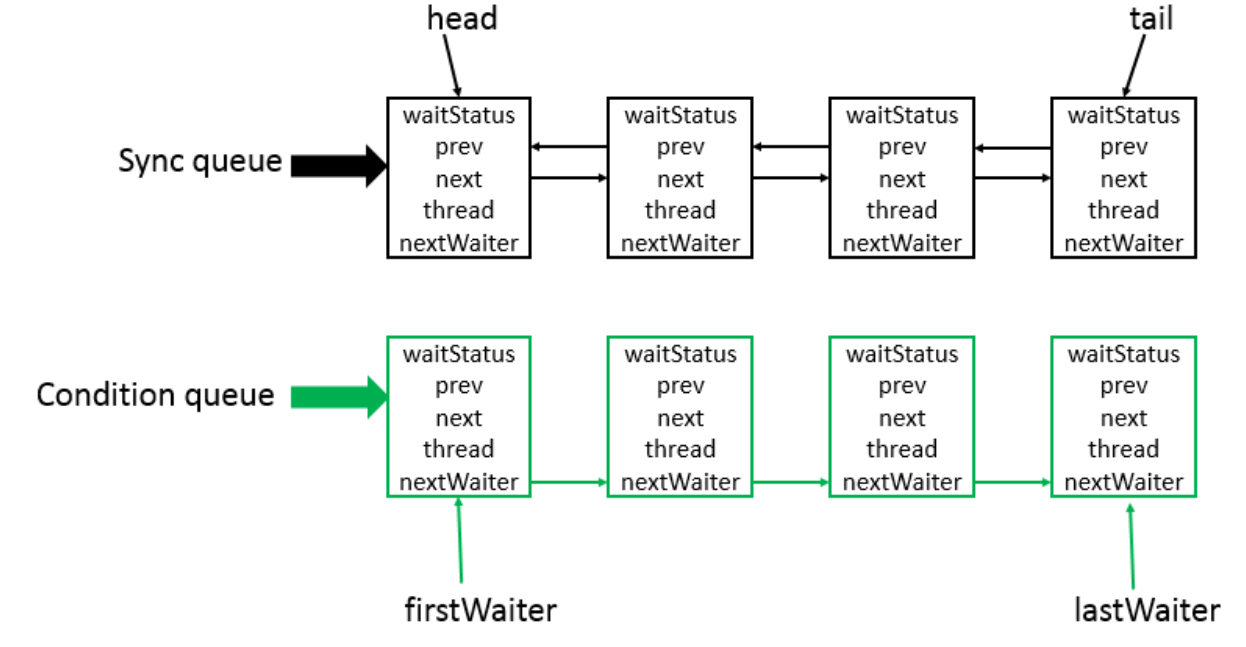 head
tail
Sync queue
waitStatus
prev
next
thread
nextWaiter
waitStatus
prev
next
thread
nextWaiter
waitStatus
prev
next
thread
nextWaiter
waitStatus
prev
next
thread
nextWaiter
Condition queue
waitStatus
prev
next
thread
nextWaiter
waitStatus
prev
next
thread
nextWaiter
waitStatus
prev
next
thread
nextWaiter
waitStatus
prev
next
thread
nextWaiter
firstWaiter
lastWaiter